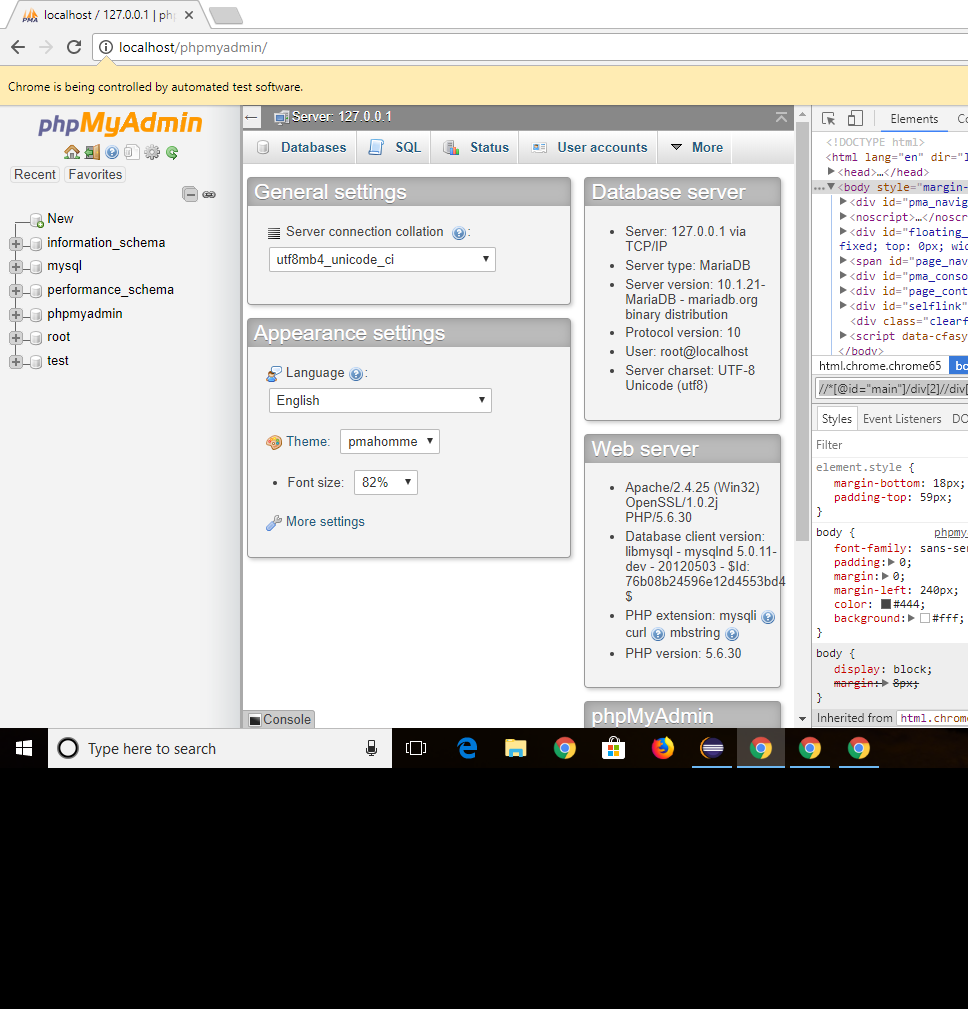 localhost / 127.0.0.1 | ph
localhost/phpmyadmin/
Chrome is being controlled by automated test software.
phpMyAdmin
Recent
Favorites
New
information_schema
mysql
performance_schema
phpmyadmin
root
test
Server: 127.0.0.1
Databases
SQL
Status
User accounts
More
General settings
Server connection collation :
utf8mb4_unicode_ci
Appearance settings
Language :
English
Theme:
pmahomme
Font size:
82%
More settings
Console
Database server
Server: 127.0.0.1 via
TCP/IP
Server type: MariaDB
Server version: 10.1.21-
MariaDB - mariadb.org
binary distribution
Protocol version: 10
User: root@localhost
Server charset: UTF-8
Unicode (utf8)
Web server
Apache/2.4.25 (Win32)
OpenSSL/1.0.2j
PHP/5.6.30
Database client version:
libmysql - mysqlnd 5.0.11-
dev - 20120503 - $Id:
76b08b24596e12d4553bd4
$
PHP extension: mysqli
curl mbstring
PHP version: 5.6.30
phpMyAdmin
Elements
Co
<!DOCTYPE html>
<html lang="en" dir="l
<head>…</head>
<body style="margin-
<div id="pma_navig
<noscript>…</noscr
<div id="floating_
fixed; top: 0px; wid
<span id="page_nav
<div id="pma_conso
<div id="page_cont
<div id="selflink"
<div class="clearf
<script data-cfasy
</body>
html.chrome.chrome65
bo
//*[@id="main"]/div[2]//div[
Styles
Event Listeners
DO
Filter
element.style {
margin-bottom: 18px;
padding-top: 59px;
}
body {
phpmy
font-family: sans-ser
padding: 0;
margin: 0;
margin-left: 240px;
color: #444;
background: #fff;
}
body {
display: block;
margin: 8px;
}
Inherited from
html.chrome
Type here to search